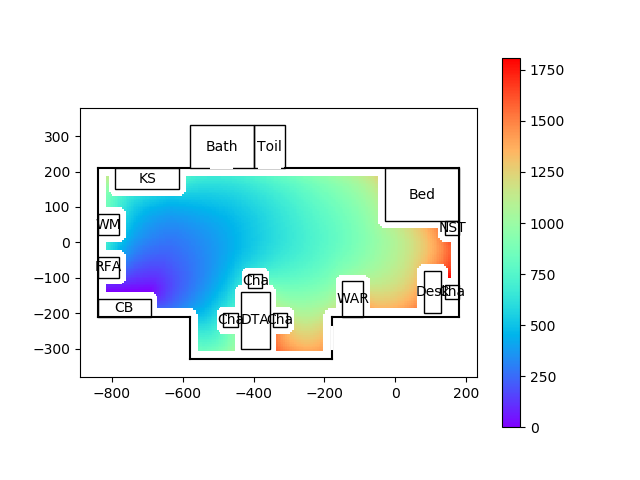 1750
300
Bath
Toil
1500
200
KS
Bed
1250
100
WM
NST
1000
0
RFA
Cha
750
−100
CB
WAR
Desk
Cha
500
−200
Cha
DTA
Cha
250
−300
0
−800
−600
−400
−200
0
200